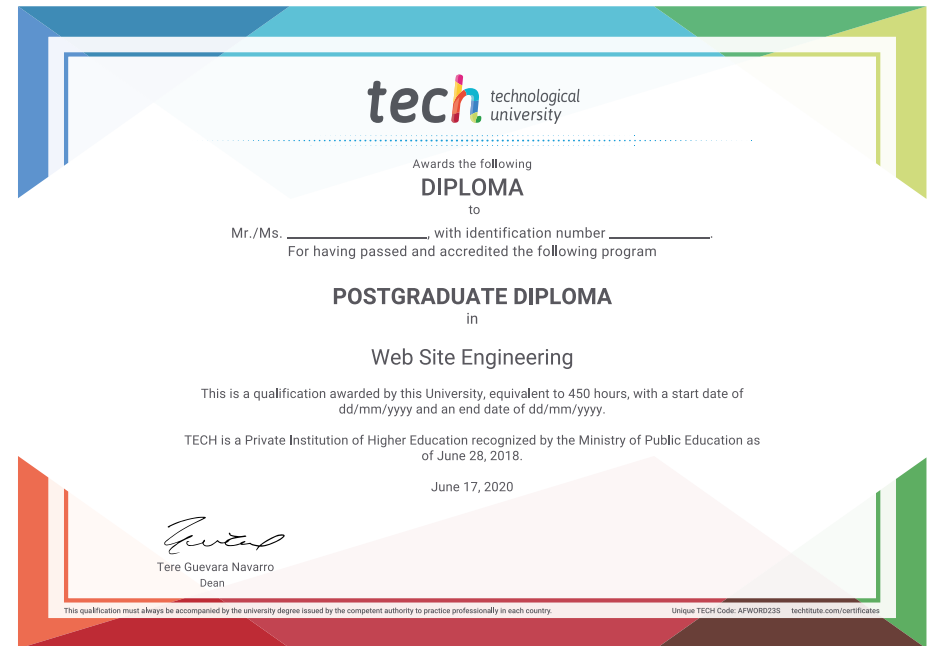 tech technological
university
Awards the following
DIPLOMA
to
Mr./Ms. ____________________, with identification number ______________.
For having passed and accredited the following program
POSTGRADUATE DIPLOMA
in
Web Site Engineering
This is a qualification awarded by this University, equivalent to 450 hours, with a start date of
dd/mm/yyyy and an end date of dd/mm/yyyy.
TECH is a Private Institution of Higher Education recognized by the Ministry of Public Education as
of June 28, 2018.
June 17, 2020
Tere Guevara Navarro
Dean
This qualification must always be accompanied by the university degree issued by the competent authority to practice professionally in each country.
Unique TECH Code: AFWORD23S techtitute.com/certificates